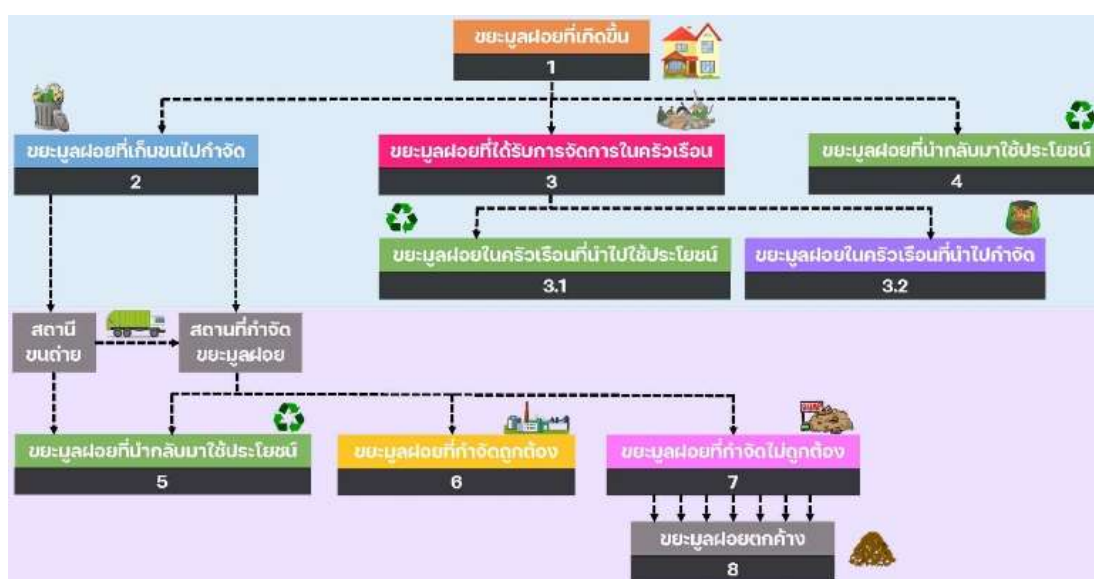 ขยะมูลฝอยที่เกิดขึ้น
1
ขยะมูลฝอยที่เก็บขนไปกำจัด
2
ขยะมูลฝอยที่ได้รับการจัดการในครัวเรือน
3
ขยะมูลฝอยที่นำกลับมาใช้ประโยชน์
4
ขยะมูลฝอยในครัวเรือนที่นำไปใช้ประโยชน์
3.1
ขยะมูลฝอยในครัวเรือนที่นำไปกำจัด
3.2
สถานี
ขนถ่าย
สถานที่กำจัด
ขยะมูลฝอย
ขยะมูลฝอยที่นำกลับมาใช้ประโยชน์
5
ขยะมูลฝอยที่กำจัดถูกต้อง
6
ขยะมูลฝอยที่กำจัดไม่ถูกต้อง
7
ขยะมูลฝอยตกค้าง
8